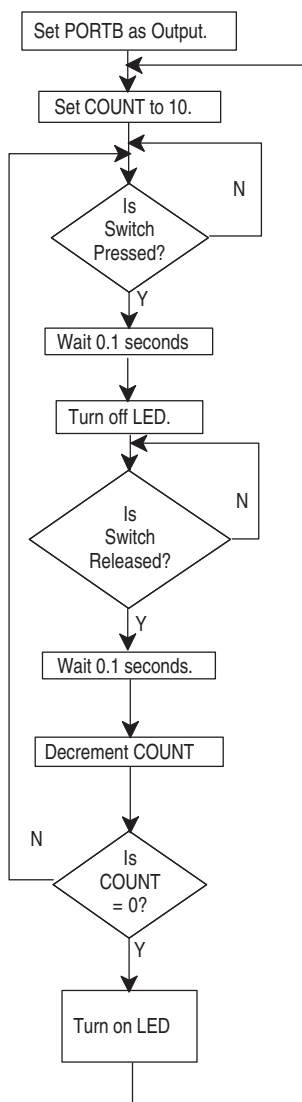 Set PORTB as Output.
Set COUNT to 10.
Is
Switch
Pressed?
N
Y
Wait 0.1 seconds
Turn off LED.
Is
Switch
Released?
N
Y
Wait 0.1 seconds.
Decrement COUNT
N
Is
COUNT
= 0?
Y
Turn on LED